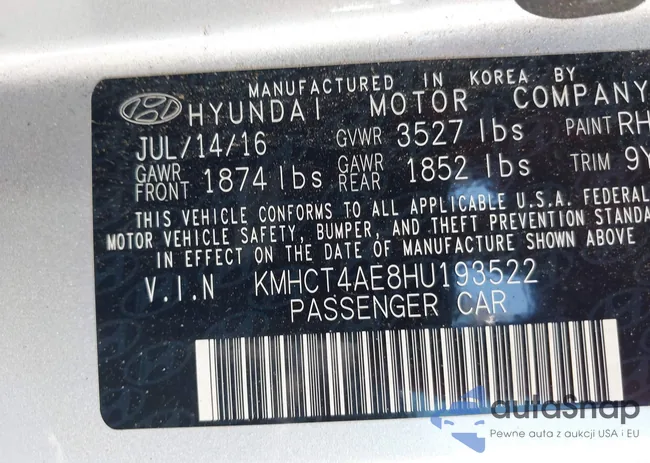 MANUFACTURED IN KOREA BY
HYUNDAI MOTOR COMPANY
JUL/14/16 GVWR 3527 lbs PAINT RH
GAWR FRONT 1874 lbs GAWR REAR 1852 lbs TRIM 9Y
THIS VEHICLE CONFORMS TO ALL APPLICABLE U.S.A. FEDERAL
MOTOR VEHICLE SAFETY, BUMPER, AND THEFT PREVENTION STANDA
IN EFFECT ON THE DATE OF MANUFACTURE SHOWN ABOVE
V.I.N KMHCT4AE8HU193522
PASSENGER CAR
autoSnap
Pewne auta z aukcji USA i EU